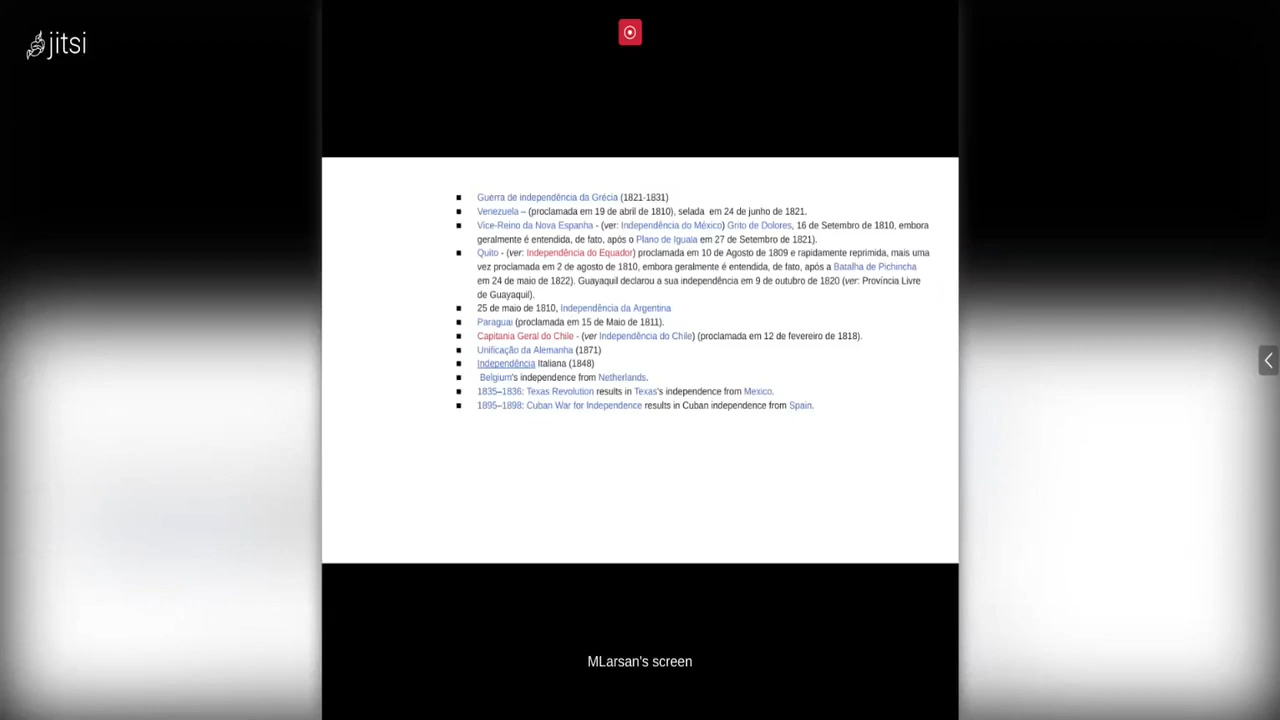 jitsi
■ Guerra de independência da Grécia (1821-1831)
■ Venezuela – (proclamada em 19 de abril de 1810), selada em 24 de junho de 1821.
■ Vice-Reino da Nova Espanha - (ver: Independência do México) Grito de Dolores, 16 de Setembro de 1810, embora
geralmente é entendida, de fato, após o Plano de Iguala em 27 de Setembro de 1821).
■ Quito - (ver: Independência do Equador) proclamada em 10 de Agosto de 1809 e rapidamente reprimida, mais uma
vez proclamada em 2 de agosto de 1810, embora geralmente é entendida, de fato, após a Batalha de Pichincha
em 24 de maio de 1822). Guayaquil declarou a sua independência em 9 de outubro de 1820 (ver: Província Livre
de Guayaquil).
■ 25 de maio de 1810, Independência da Argentina
■ Paraguai (proclamada em 15 de Maio de 1811).
■ Capitania Geral do Chile - (ver Independência do Chile) (proclamada em 12 de fevereiro de 1818).
■ Unificação da Alemanha (1871)
■ Independência Italiana (1848)
■ Belgium's independence from Netherlands.
■ 1835–1836: Texas Revolution results in Texas's independence from Mexico.
■ 1895–1898: Cuban War for Independence results in Cuban independence from Spain.
MLarsan's screen